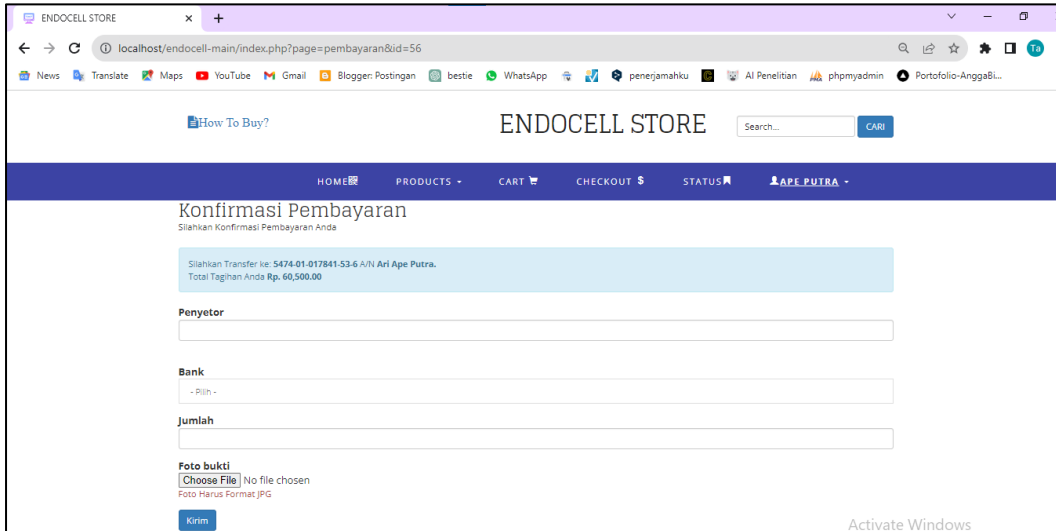 ENDOCELL STORE
localhost/endocell-main/index.php?page=pembayaran&id=56
Ta
News Translate Maps YouTube Gmail Blogger: Postingan bestie WhatsApp penerjamahku AI Penelitian phpmyadmin Portofolio-AnggaBi...
How To Buy?
ENDOCELL STORE
Search...
CARI
HOME PRODUCTS CART CHECKOUT $ STATUS APE PUTRA
Konfirmasi Pembayaran
Silahkan Konfirmasi Pembayaran Anda
Silahkan Transfer ke: 5474-01-017841-53-6 A/N Ari Ape Putra.
Total Tagihan Anda Rp. 60,500.00
Penyetor
Bank
- Pilih -
Jumlah
Foto bukti
Choose File No file chosen
Foto Harus Format JPG
Kirim
Activate Windows